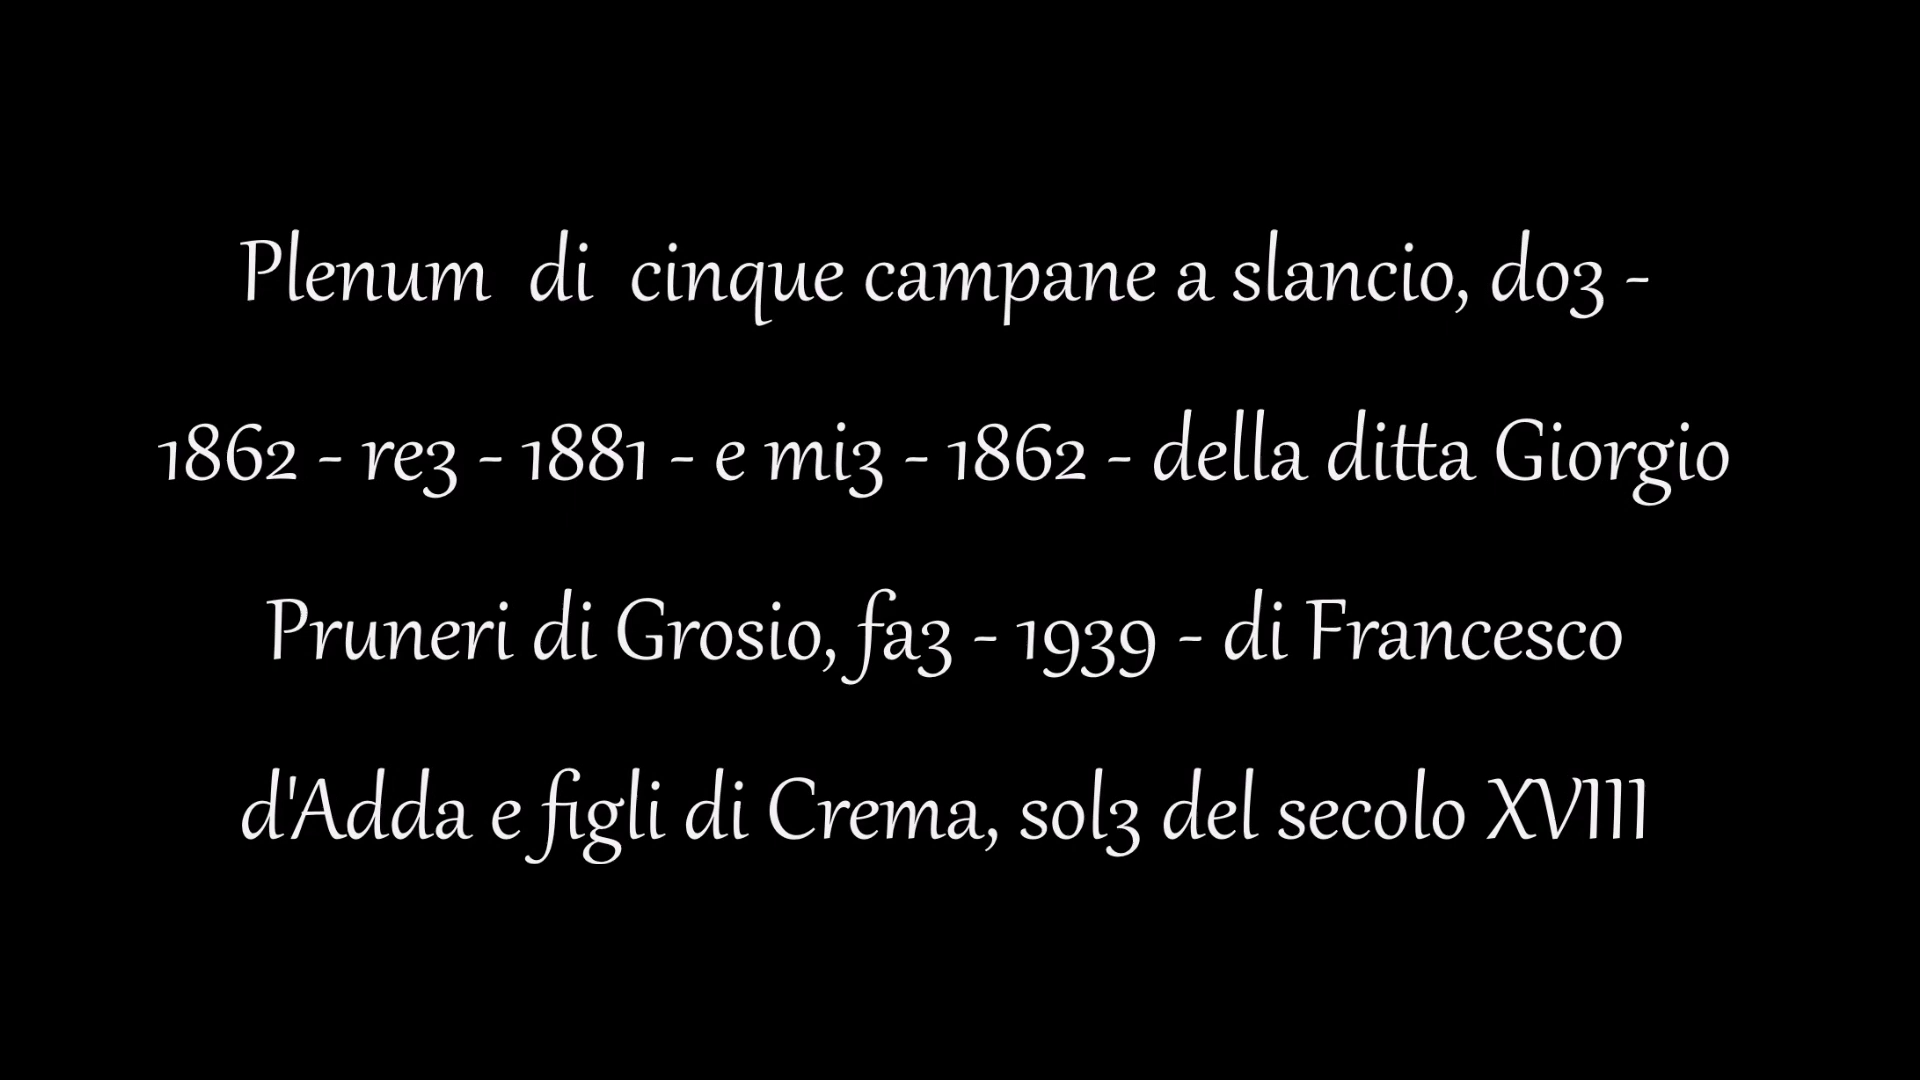 Plenum di cinque campane a slancio, do3 -
1862 - re3 - 1881 - e mi3 - 1862 - della ditta Giorgio
Pruneri di Grosio, fa3 - 1939 - di Francesco
d'Adda e figli di Crema, sol3 del secolo XVIII